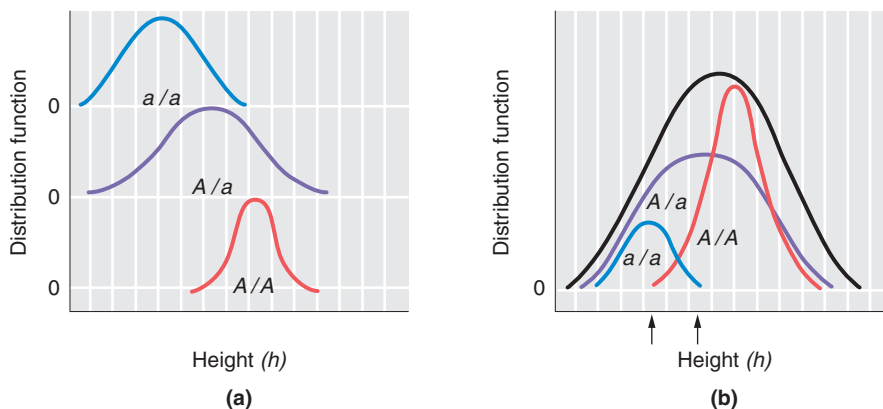 Distribution function
0
a/a
0
A/a
0
A/A
Height (h)
(a)
Distribution function
A/a
A/A
a/a
0
Height (h)
(b)